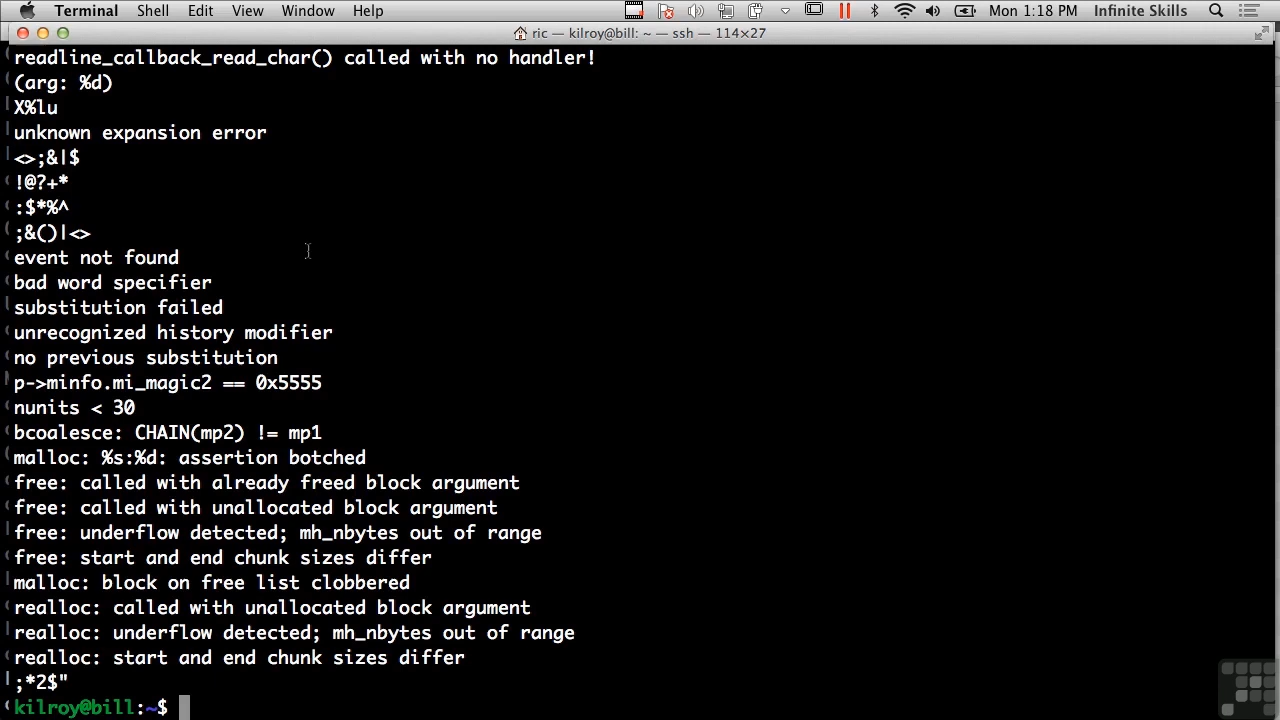 Terminal Shell Edit View Window Help Mon 1:18 PM Infinite Skills
ric — kilroy@bill: ~ — ssh — 114×27
readline_callback_read_char() called with no handler!
(arg: %d)
X%lu
unknown expansion error
<>;&|$
!@?+*
:$*%^
;&()|<>
event not found
bad word specifier
substitution failed
unrecognized history modifier
no previous substitution
p->minfo.mi_magic2 == 0x5555
nunits < 30
bcoalesce: CHAIN(mp2) != mp1
malloc: %s:%d: assertion botched
free: called with already freed block argument
free: called with unallocated block argument
free: underflow detected; mh_nbytes out of range
free: start and end chunk sizes differ
malloc: block on free list clobbered
realloc: called with unallocated block argument
realloc: underflow detected; mh_nbytes out of range
realloc: start and end chunk sizes differ
;*2$"
kilroy@bill:~$